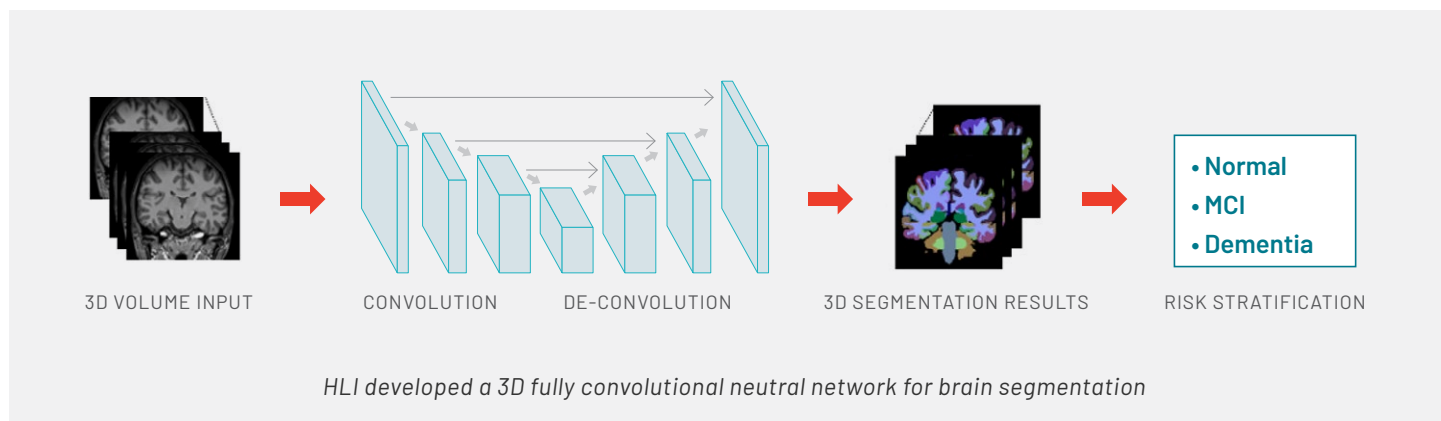 • Normal
• MCI
• Dementia
3D VOLUME INPUT
CONVOLUTION
DE-CONVOLUTION
3D SEGMENTATION RESULTS
RISK STRATIFICATION
HLI developed a 3D fully convolutional neutral network for brain segmentation